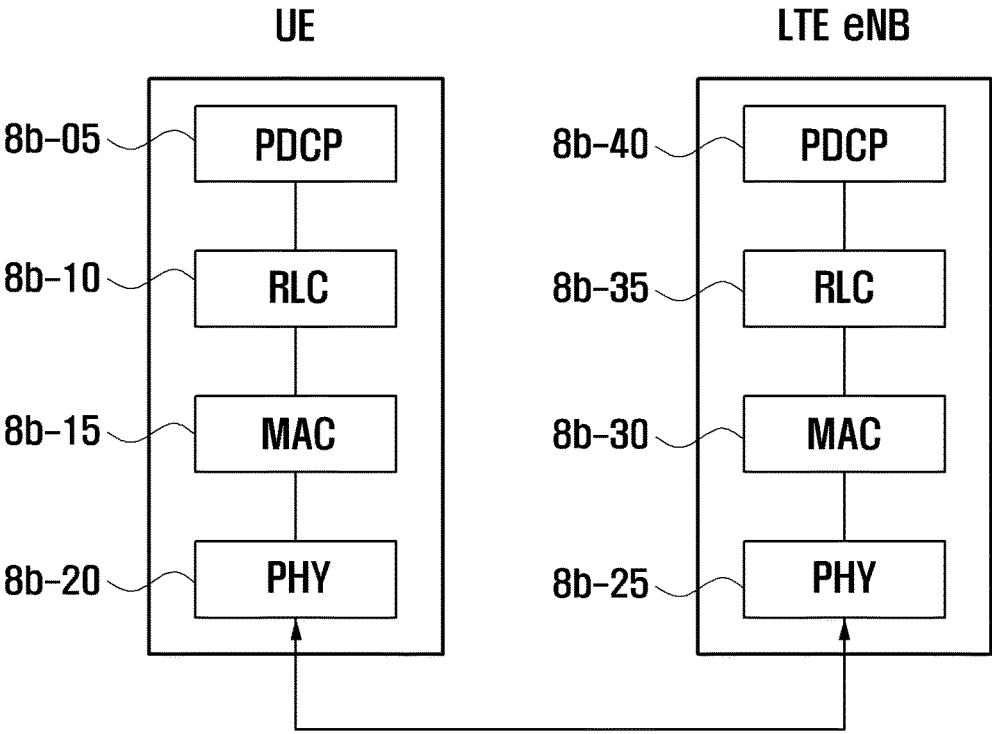 UE
LTE eNB
8b-05
PDCP
8b-40
PDCP
8b-10
RLC
8b-35
RLC
8b-15
MAC
8b-30
MAC
8b-20
PHY
8b-25
PHY